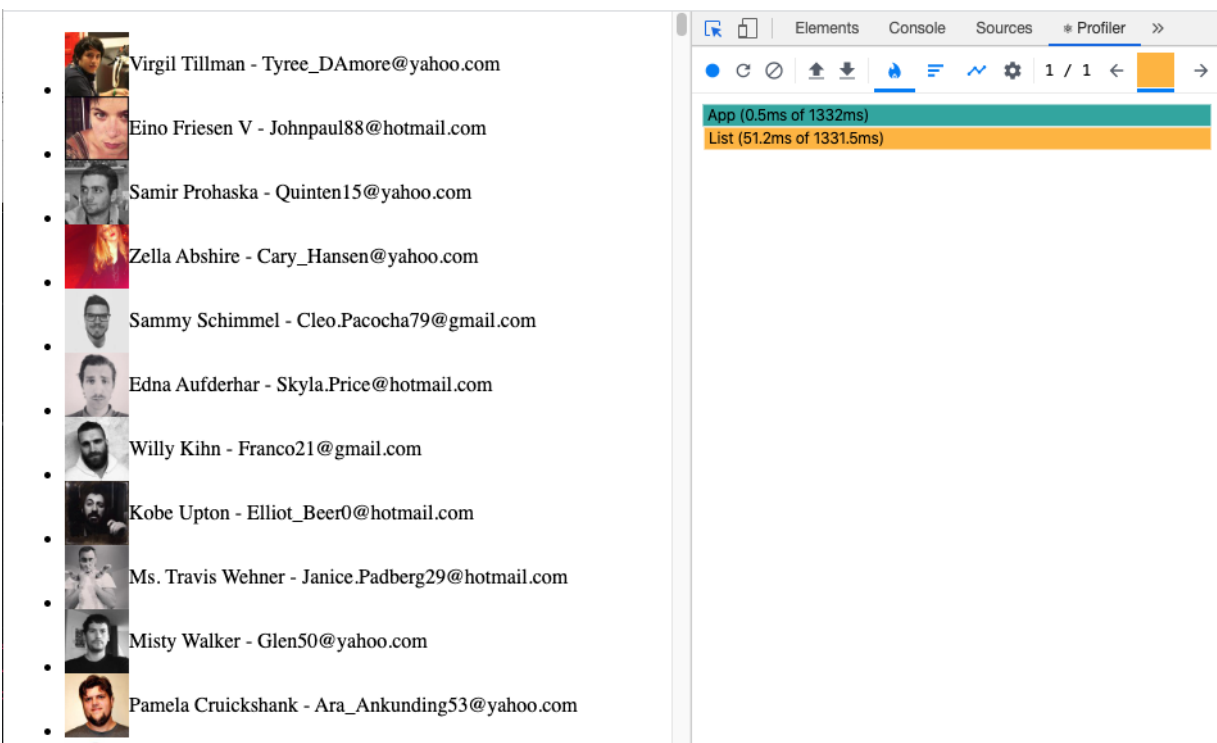 Virgil Tillman - Tyree_DAmore@yahoo.com
Eino Friesen V - Johnpaul88@hotmail.com
Samir Prohaska - Quinten15@yahoo.com
Zella Abshire - Cary_Hansen@yahoo.com
Sammy Schimmel - Cleo.Pacocha79@gmail.com
Edna Aufderhar - Skyla.Price@hotmail.com
Willy Kihn - Franco21@gmail.com
Kobe Upton - Elliot_Beer0@hotmail.com
Ms. Travis Wehner - Janice.Padberg29@hotmail.com
Misty Walker - Glen50@yahoo.com
Pamela Cruickshank - Ara_Ankunding53@yahoo.com
Elements Console Sources ⚛ Profiler »
1 / 1
App (0.5ms of 1332ms)
List (51.2ms of 1331.5ms)